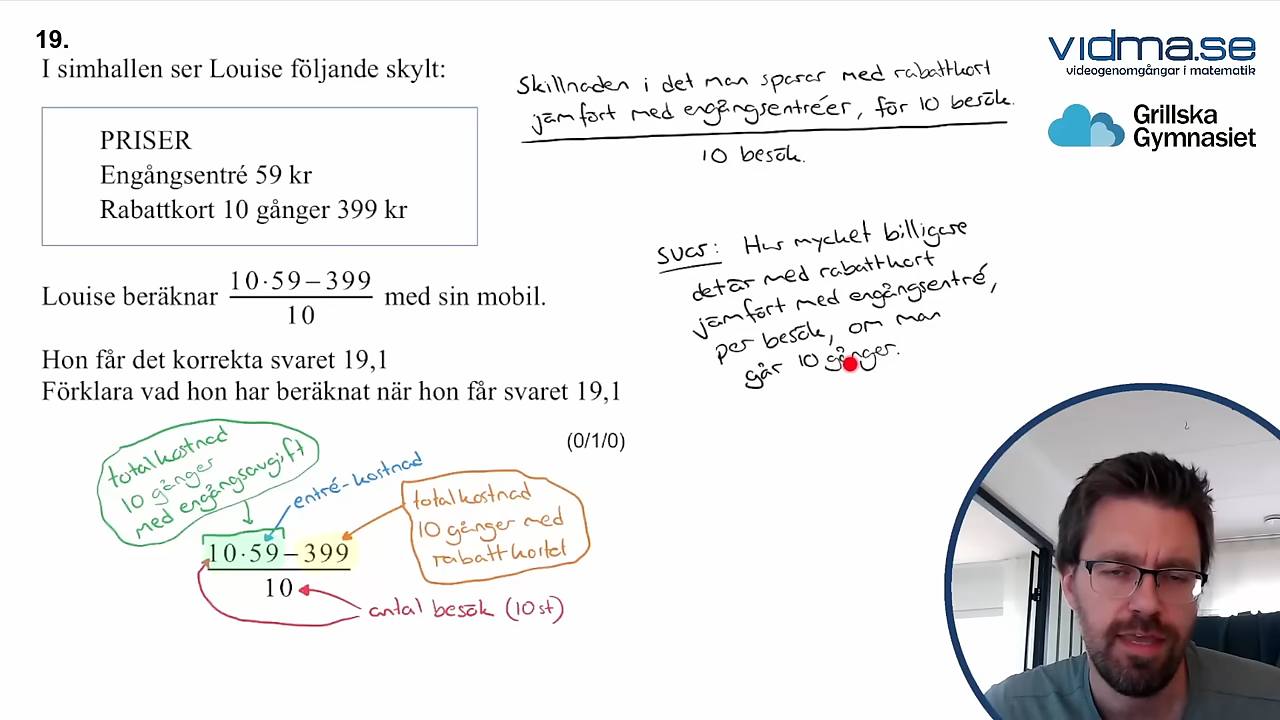 19.
I simhallen ser Louise följande skylt:
PRISER
Engångsentré 59 kr
Rabattkort 10 gånger 399 kr
Louise beräknar 10·59−399 / 10 med sin mobil.
Hon får det korrekta svaret 19,1
Förklara vad hon har beräknat när hon får svaret 19,1
(0/1/0)
totalkostnad
10 gånger
med engångsavgift
entré-kostnad
totalkostnad
10 gånger med
rabattkortet
10·59−399
10
antal besök (10 st)
Skillnaden i det man sparar med rabattkort
jämfört med engångsentréer, för 10 besök.
10 besök.
svar: Hur mycket billigare
det är med rabattkort
jämfört med engångsentré,
per besök, om man
går 10 gånger.
vidma.se
videogenomgångar i matematik
Grillska
Gymnasiet